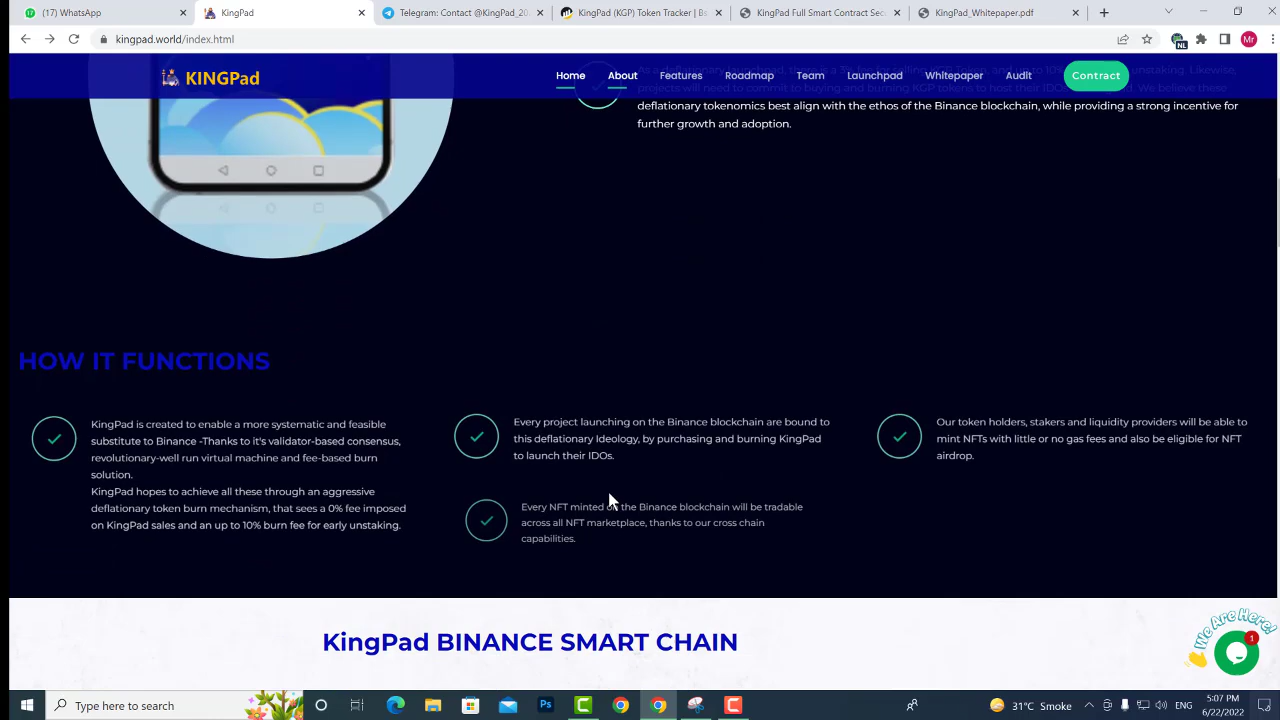 (17) WhatsApp
KingPad
Telegram: Contact @KingPad_20
KingPad (KGP) Token Tracker | Bs
KingPad Full Smart Contract Sec
Kingpad_Whitepaper.pdf
kingpad.world/index.html
NL
Mr
KINGPad
Home
About
Features
Roadmap
Team
Launchpad
Whitepaper
Audit
Contract
deflationary tokenomics best align with the ethos of the Binance blockchain, while providing a strong incentive for
further growth and adoption.
HOW IT FUNCTIONS
KingPad is created to enable a more systematic and feasible
substitute to Binance -Thanks to it's validator-based consensus,
revolutionary-well run virtual machine and fee-based burn
solution.
KingPad hopes to achieve all these through an aggressive
deflationary token burn mechanism, that sees a 0% fee imposed
on KingPad sales and an up to 10% burn fee for early unstaking.
Every project launching on the Binance blockchain are bound to
this deflationary Ideology, by purchasing and burning KingPad
to launch their IDOs.
Every NFT minted on the Binance blockchain will be tradable
across all NFT marketplace, thanks to our cross chain
capabilities.
Our token holders, stakers and liquidity providers will be able to
mint NFTs with little or no gas fees and also be eligible for NFT
airdrop.
KingPad BINANCE SMART CHAIN
We Are Here!
1
Type here to search
31°C Smoke
ENG
5:07 PM
6/22/2022